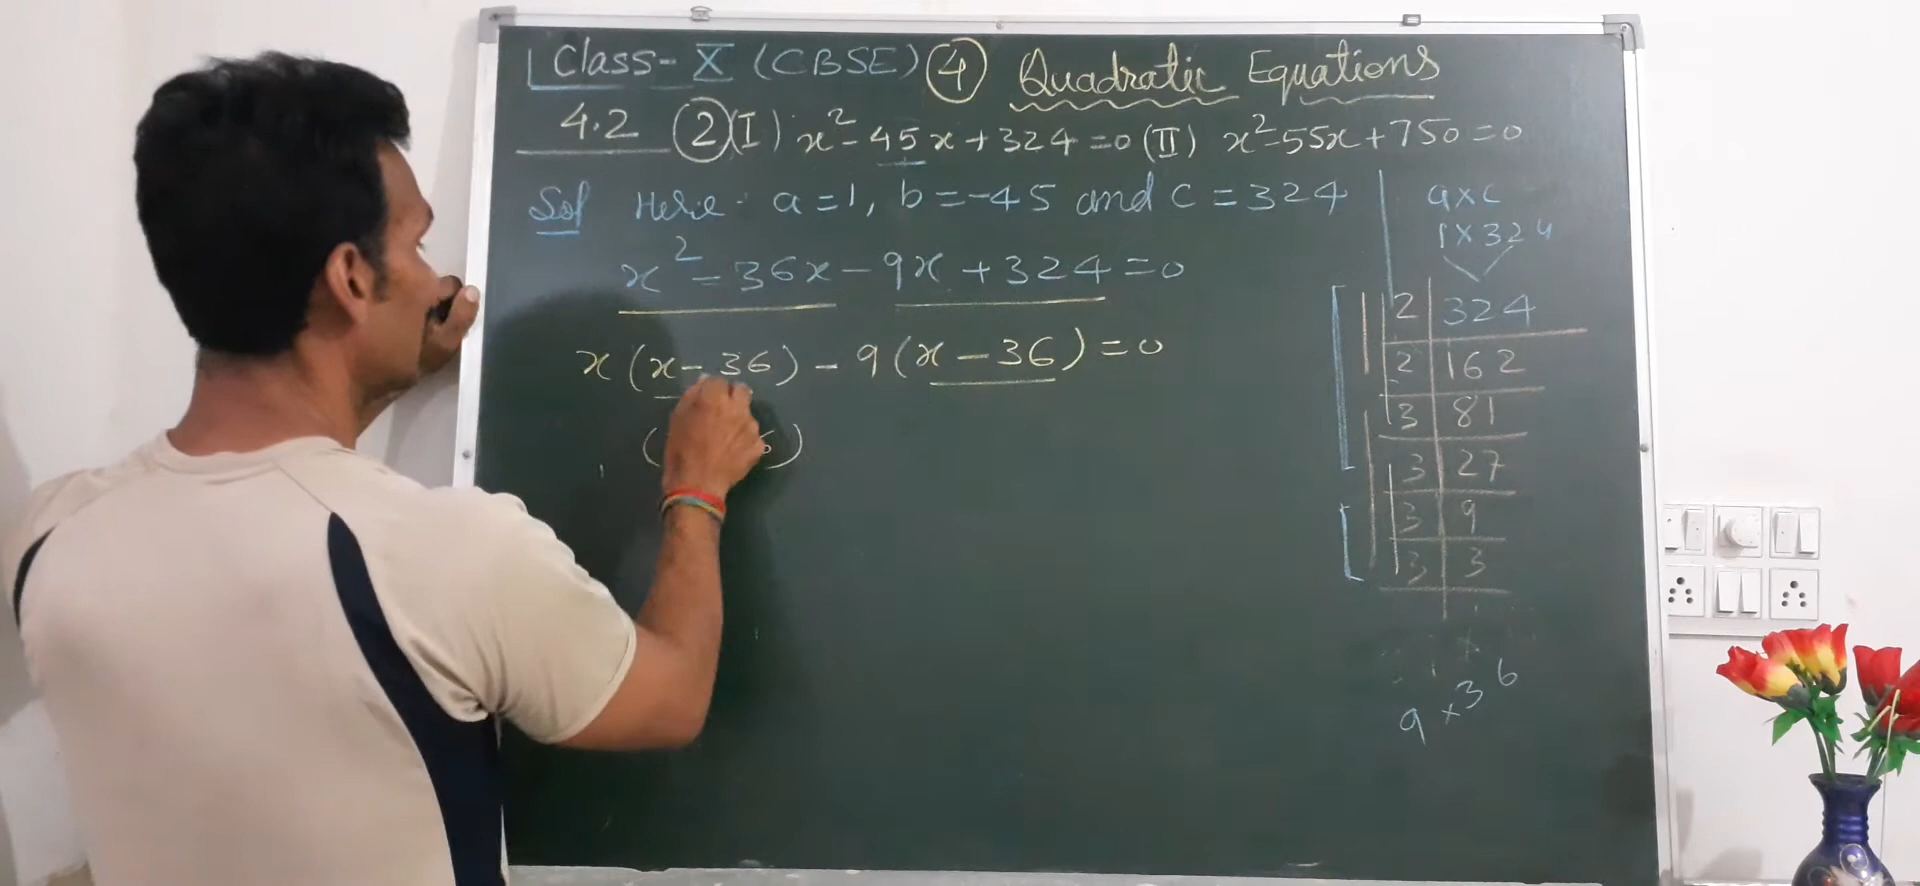 Class-X (CBSE) 4 Quadratic Equations
4.2 2 (I) x²-45x+324=0 (II) x²-55x+750=0
Sol Here- a=1, b=-45 and c=324
x²-36x-9x+324=0
x(x-36)-9(x-36)=0
( 6)
a×c
1×324
2 324
2 162
3 81
3 27
3 9
3 3
1
9×36